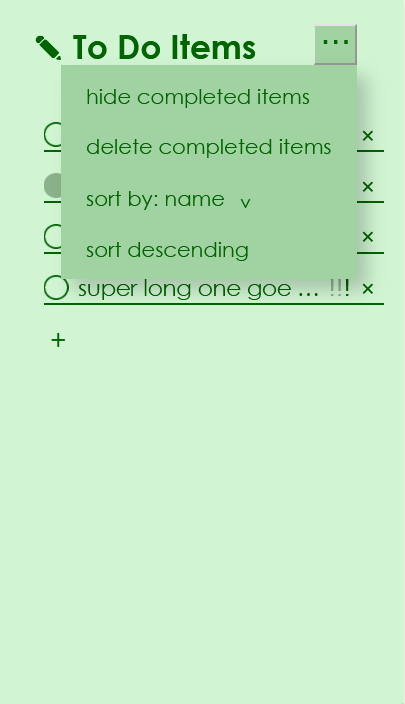 To Do Items ...
hide completed items
×
delete completed items
×
sort by: name v
×
sort descending
super long one goe ... !!! ×
+